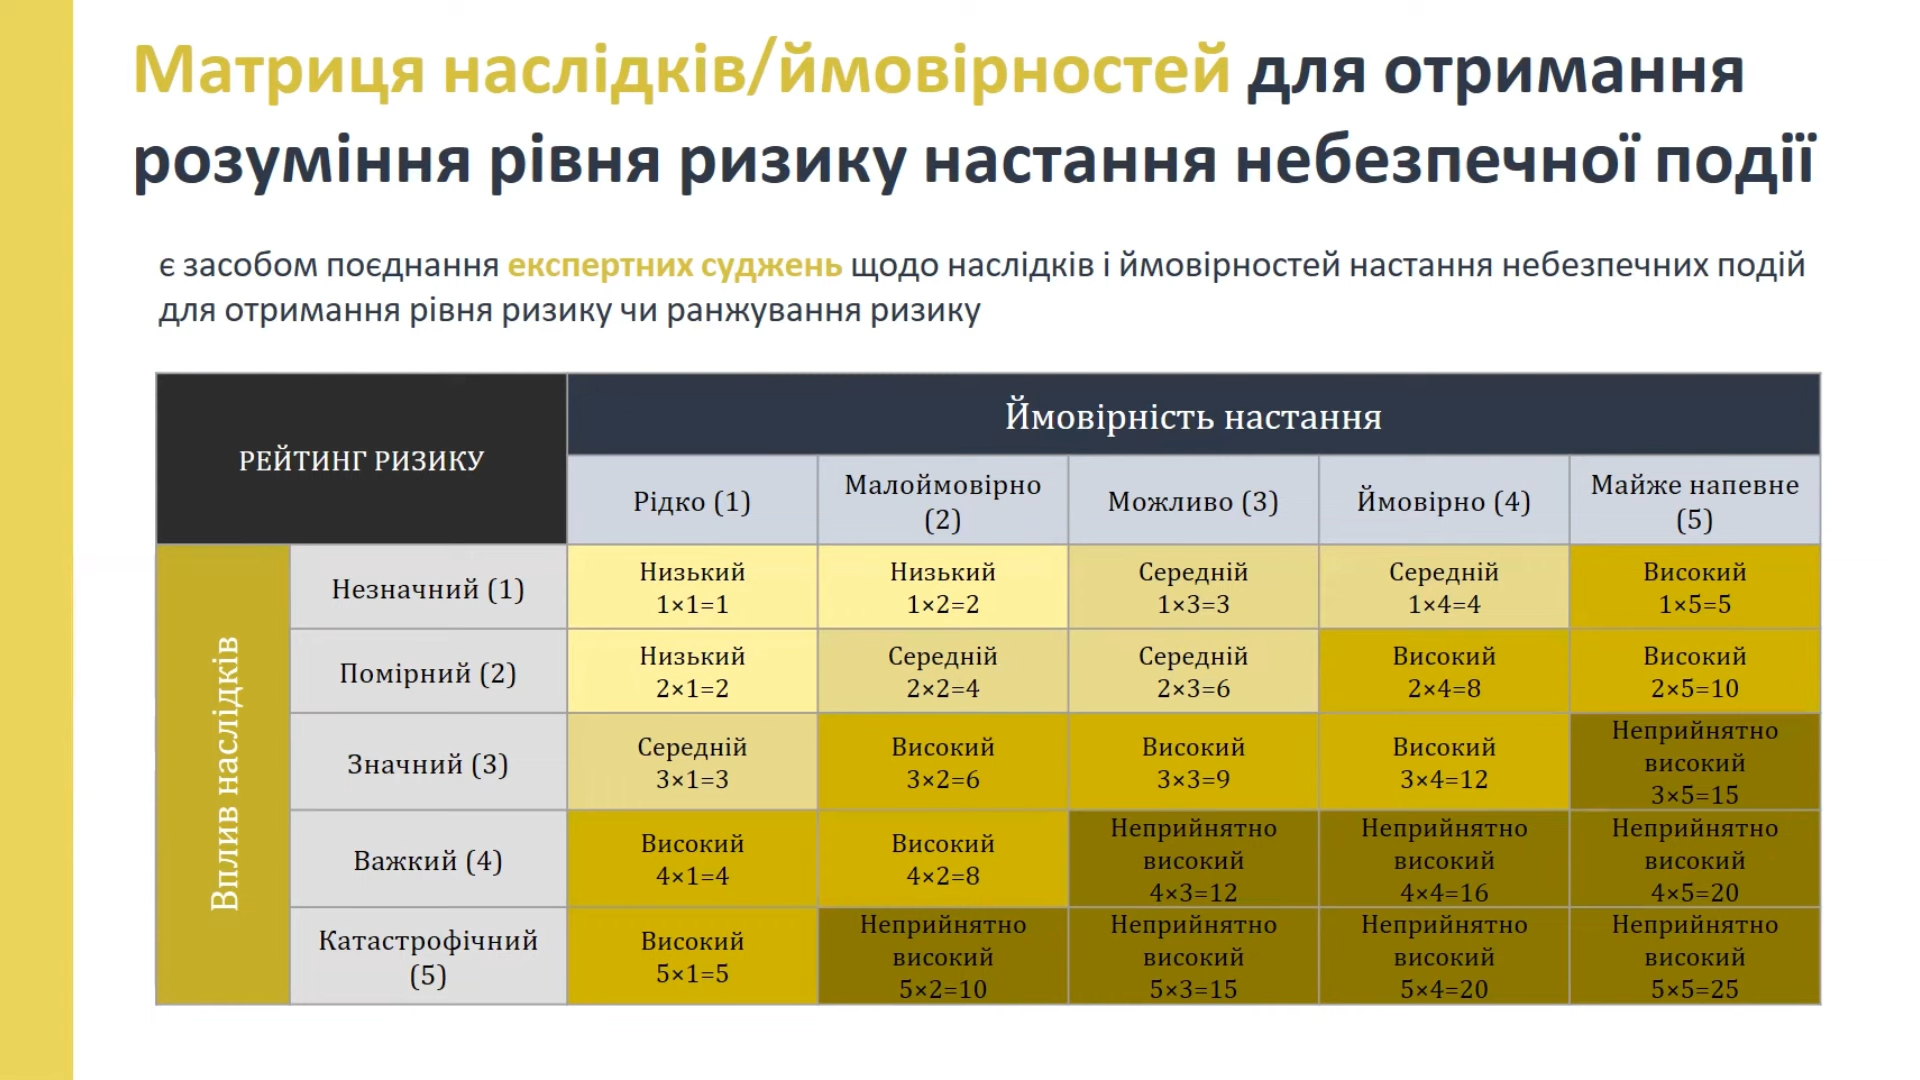 Матриця наслідків/ймовірностей для отримання
розуміння рівня ризику настання небезпечної події
є засобом поєднання експертних суджень щодо наслідків і ймовірностей настання небезпечних подій
для отримання рівня ризику чи ранжування ризику
РЕЙТИНГ РИЗИКУ
Ймовірність настання
Рідко (1)
Малоймовірно
(2)
Можливо (3)
Ймовірно (4)
Майже напевне
(5)
Вплив наслідків
Незначний (1)
Низький
1×1=1
Низький
1×2=2
Середній
1×3=3
Середній
1×4=4
Високий
1×5=5
Помірний (2)
Низький
2×1=2
Середній
2×2=4
Середній
2×3=6
Високий
2×4=8
Високий
2×5=10
Значний (3)
Середній
3×1=3
Високий
3×2=6
Високий
3×3=9
Високий
3×4=12
Неприйнятно
високий
3×5=15
Важкий (4)
Високий
4×1=4
Високий
4×2=8
Неприйнятно
високий
4×3=12
Неприйнятно
високий
4×4=16
Неприйнятно
високий
4×5=20
Катастрофічний
(5)
Високий
5×1=5
Неприйнятно
високий
5×2=10
Неприйнятно
високий
5×3=15
Неприйнятно
високий
5×4=20
Неприйнятно
високий
5×5=25